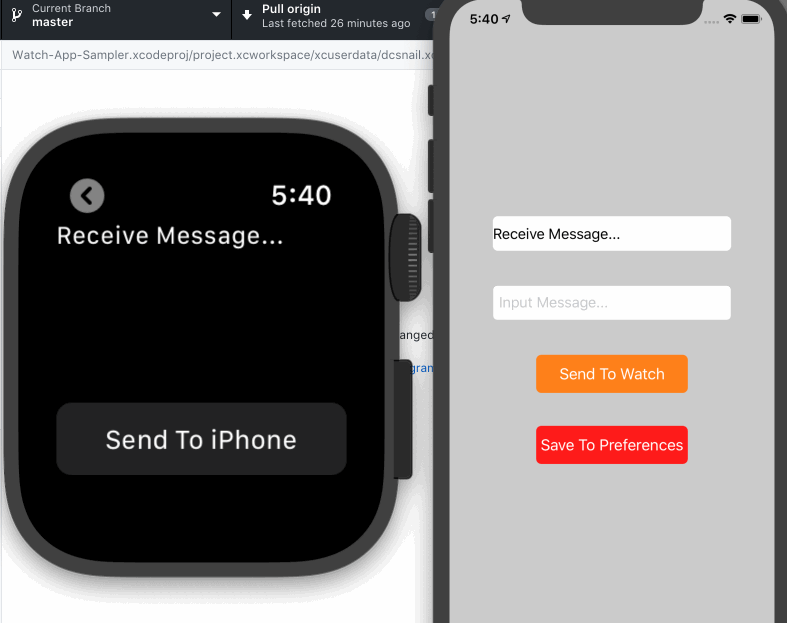 Current Branch
master
Pull origin
Last fetched 26 minutes ago
1
Watch-App-Sampler.xcodeproj/project.xcworkspace/xcuserdata/dcsnail.xc
5:40
Receive Message...
Send To iPhone
anged
gran
5:40
Receive Message...
Input Message...
Send To Watch
Save To Preferences